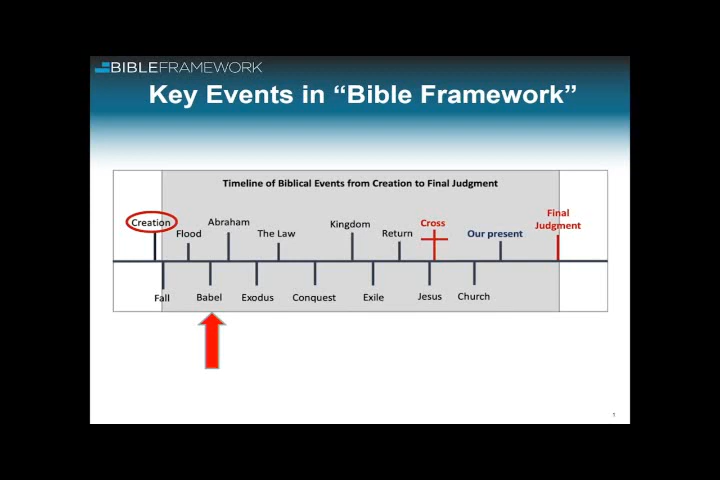 BIBLEFRAMEWORK
Key Events in “Bible Framework”
Timeline of Biblical Events from Creation to Final Judgment
Creation
Flood
Abraham
The Law
Kingdom
Return
Cross
Our present
Final
Judgment
Fall
Babel
Exodus
Conquest
Exile
Jesus
Church